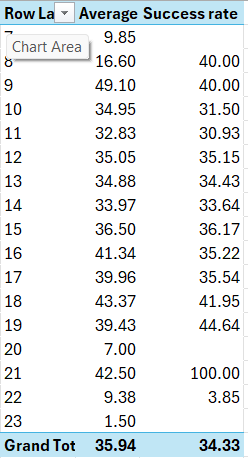 Row La Average Success rate
9.85
Chart Area
8 16.60 40.00
9 49.10 40.00
10 34.95 31.50
11 32.83 30.93
12 35.05 35.15
13 34.88 34.43
14 33.97 33.64
15 36.50 36.17
16 41.34 35.22
17 39.96 35.54
18 43.37 41.95
19 39.43 44.64
20 7.00
21 42.50 100.00
22 9.38 3.85
23 1.50
Grand Tot 35.94 34.33